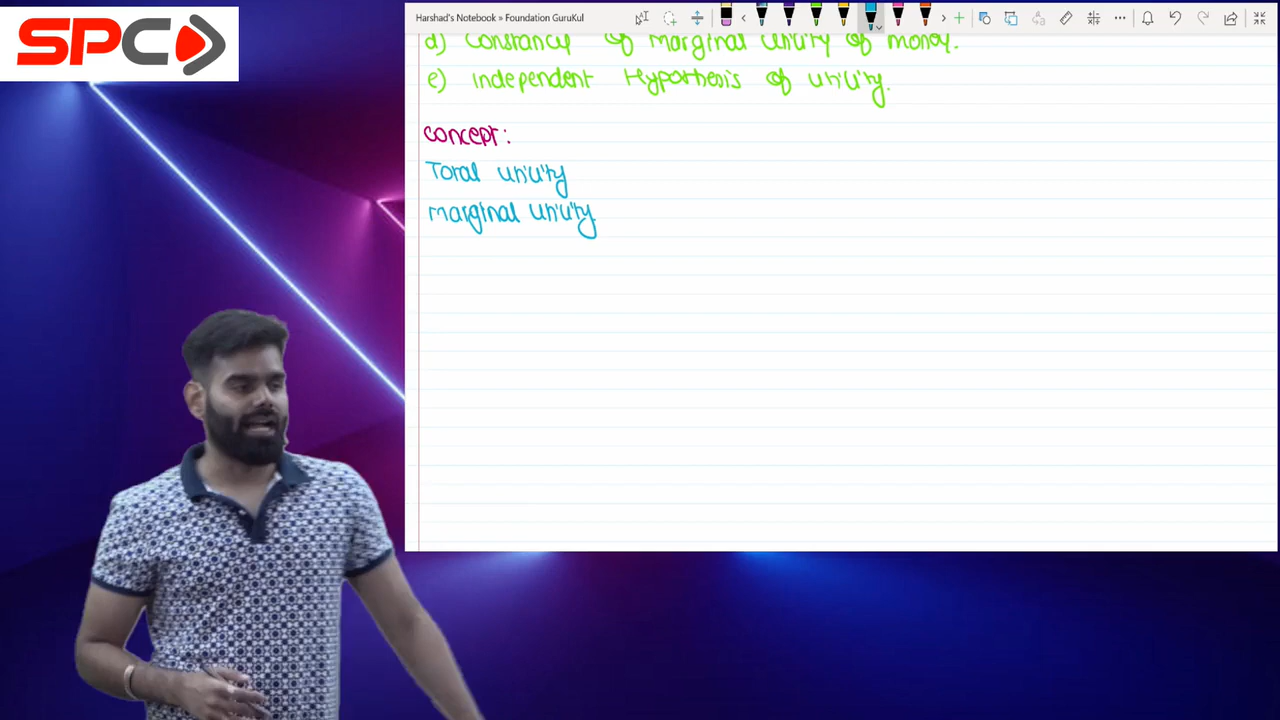 SPC
Harshad's Notebook » Foundation GuruKul
d) Constancy of Marginal Utility of money.
e) Independent Hypothesis of Utility.
Concept:
Total Utility
Marginal Utility